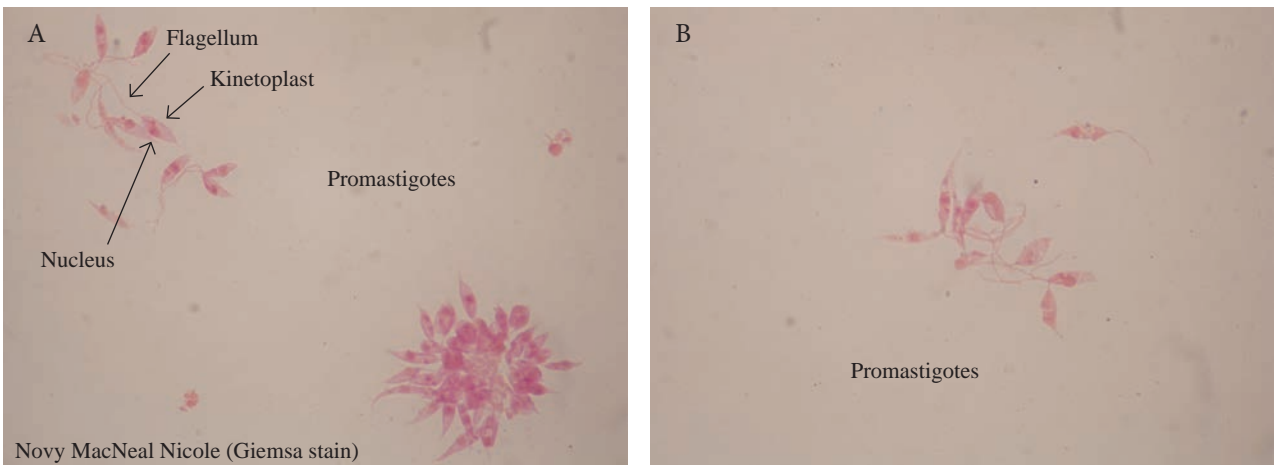 A
Flagellum
Kinetoplast
Promastigotes
Nucleus
Novy MacNeal Nicole (Giemsa stain)
B
Promastigotes